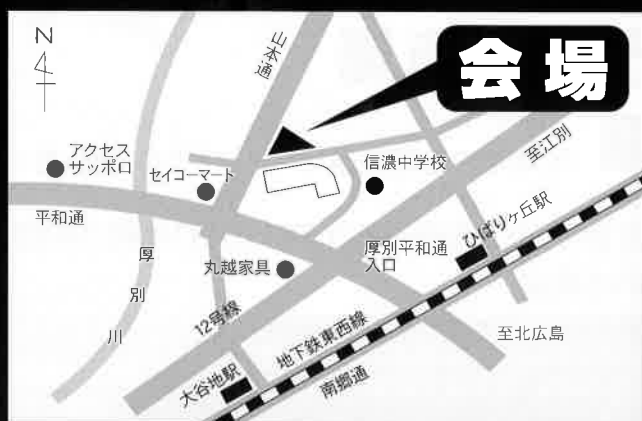 N
会場
山本通
アクセス
サッポロ
セイコーマート
信濃中学校
至江別
平和通
厚別川
丸越家具
厚別平和通
入口
ひばりヶ丘駅
12号線
地下鉄東西線
至北広島
大谷地駅
南郷通